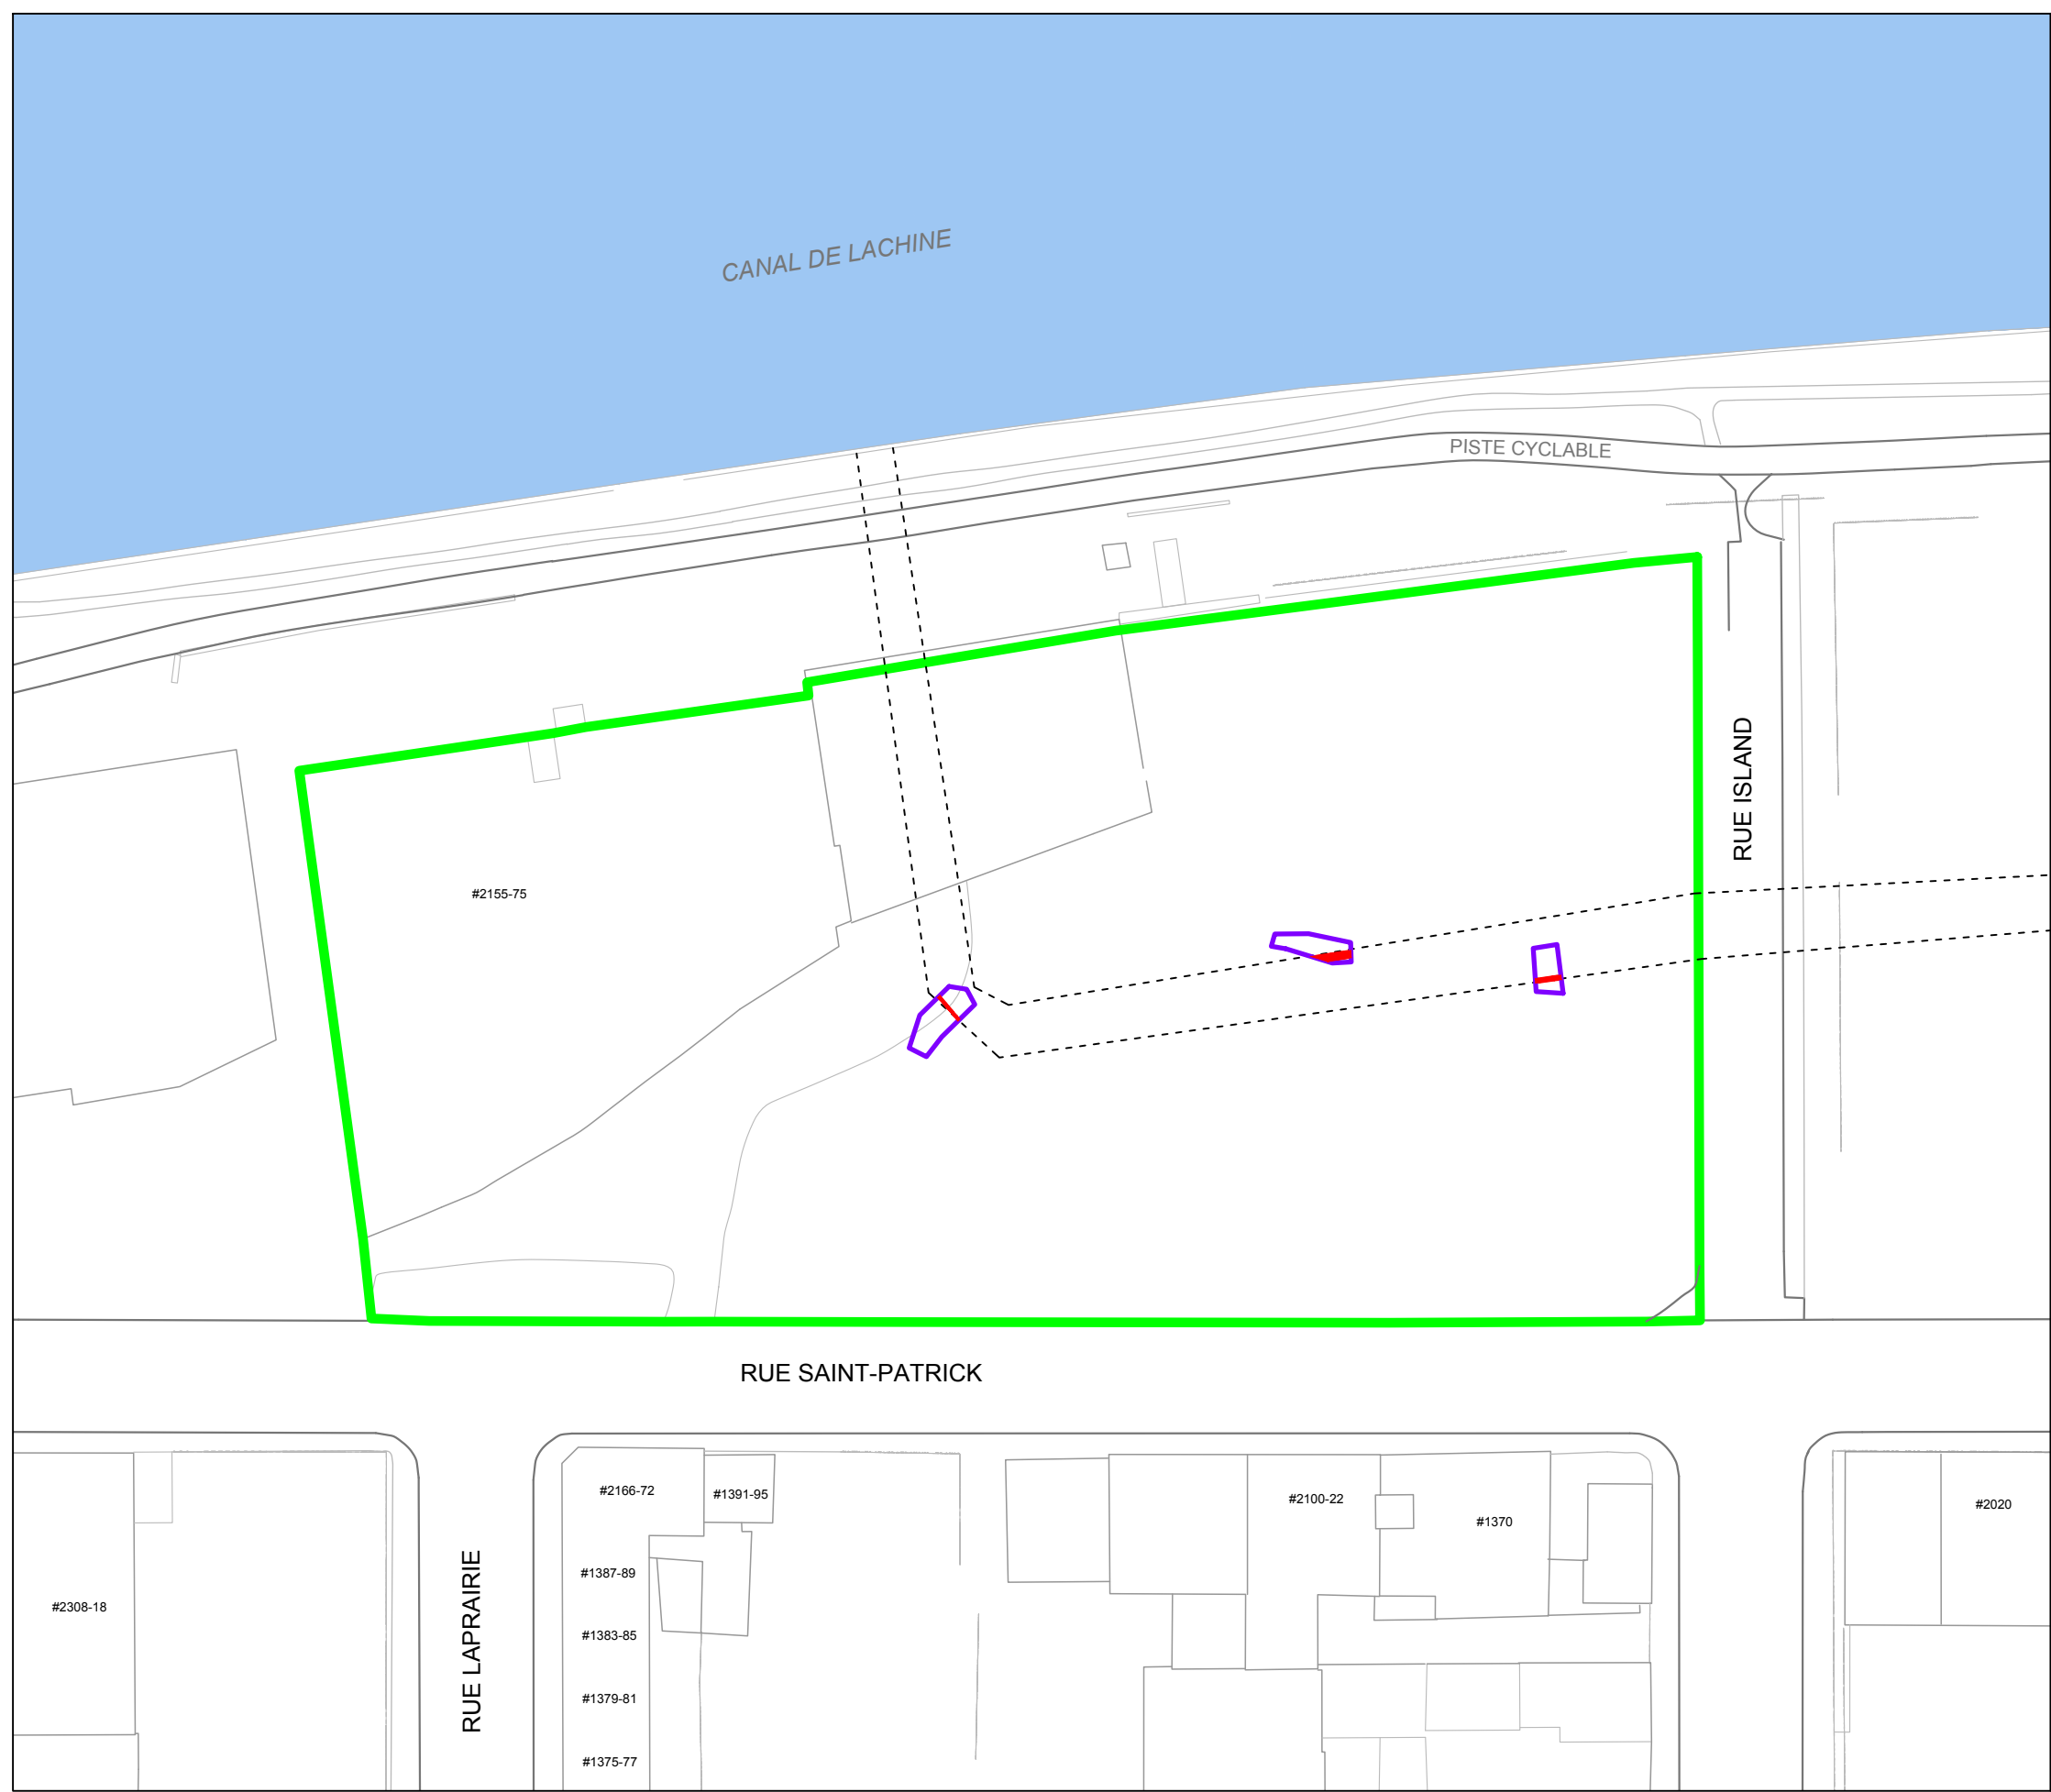 CANAL DE LACHINE
PISTE CYCLABLE
RUE ISLAND
#2155-75
RUE SAINT-PATRICK
#2166-72
#1391-95
#2100-22
#2020
#1370
#1387-89
#2308-18
#1383-85
RUE LAPRAIRIE
#1379-81
#1375-77